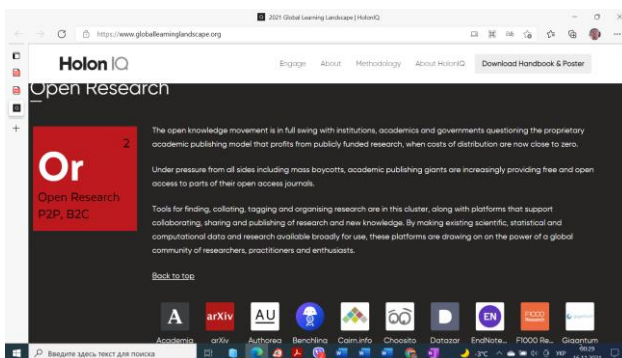 2021 Global Learning Landscape | HolonIQ
https://www.globallearninglandscape.org
Holon IQ
Engage About Methodology About HolonIQ Download Handbook & Poster
Open Research
2
Or
Open Research
P2P, B2C
The open knowledge movement is in full swing with institutions, academics and governments questioning the proprietary
academic publishing model that profits from publicly funded research, when costs of distribution are now close to zero.
Under pressure from all sides including mass boycotts, academic publishing giants are increasingly providing free and open
access to parts of their open access journals.
Tools for finding, collating, tagging and organising research are in this cluster, along with platforms that support
collaborating, sharing and publishing of research and new knowledge. By making existing scientific, statistical and
computational data and research available broadly for use, these platforms are drawing on on the power of a global
community of researchers, practitioners and enthusiasts.
Back to top
A arXiv AU EN F1000
Academia arXiv Authorea Benchling Cairn.info Choosito Datazar EndNote... F1000 Re... Gigantum
Введите здесь текст для поиска
-3°C УКР